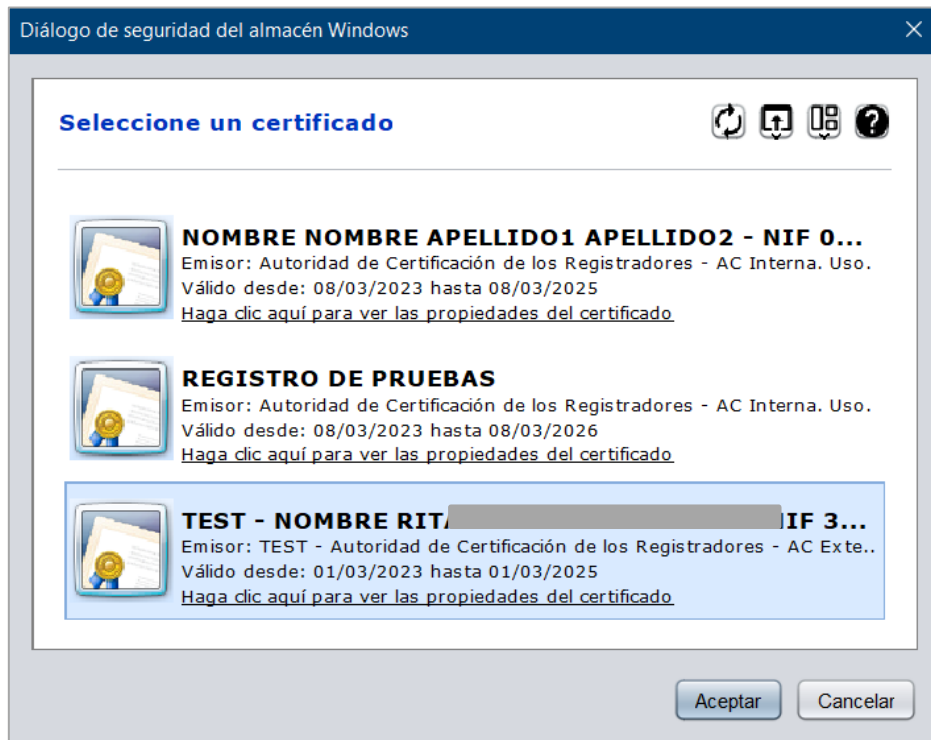 Diálogo de seguridad del almacén Windows
Seleccione un certificado
NOMBRE NOMBRE APELLIDO1 APELLIDO2 - NIF 0...
Emisor: Autoridad de Certificación de los Registradores - AC Interna. Uso.
Válido desde: 08/03/2023 hasta 08/03/2025
Haga clic aquí para ver las propiedades del certificado
REGISTRO DE PRUEBAS
Emisor: Autoridad de Certificación de los Registradores - AC Interna. Uso.
Válido desde: 08/03/2023 hasta 08/03/2026
Haga clic aquí para ver las propiedades del certificado
TEST - NOMBRE NIF 3...
Emisor: TEST - Autoridad de Certificación de los Registradores - AC Exte..
Válido desde: 01/03/2023 hasta 01/03/2025
Haga clic aquí para ver las propiedades del certificado
Aceptar Cancelar